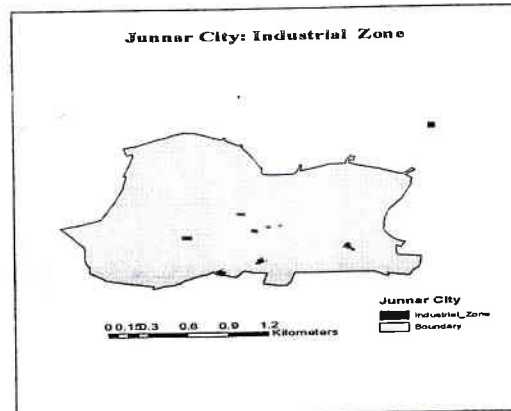 Junnar City: Industrial Zone
Junnar City
Industrial_Zone
Boundary
0 0.15 0.3 0.6 0.9 1.2
Kilometers